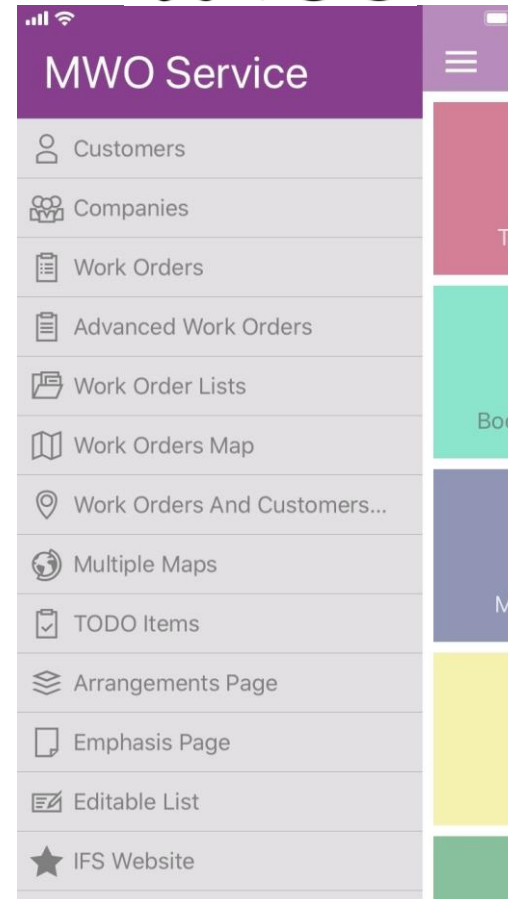 MWO Service
Customers
Companies
Work Orders
Advanced Work Orders
Work Order Lists
Work Orders Map
Work Orders And Customers...
Multiple Maps
TODO Items
Arrangements Page
Emphasis Page
Editable List
IFS Website
T
M